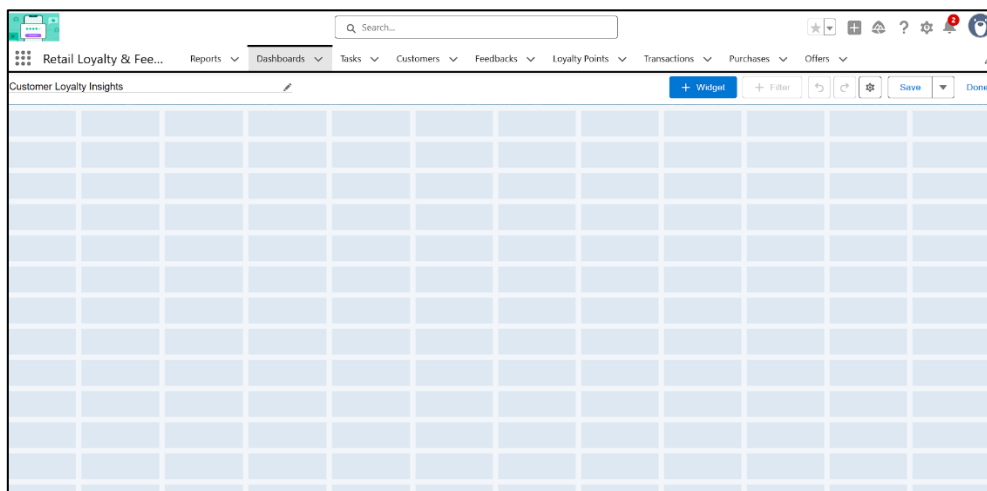 Search...
2
Retail Loyalty & Fee... Reports Dashboards Tasks Customers Feedbacks Loyalty Points Transactions Purchases Offers
Customer Loyalty Insights + Widget + Filter Save Done